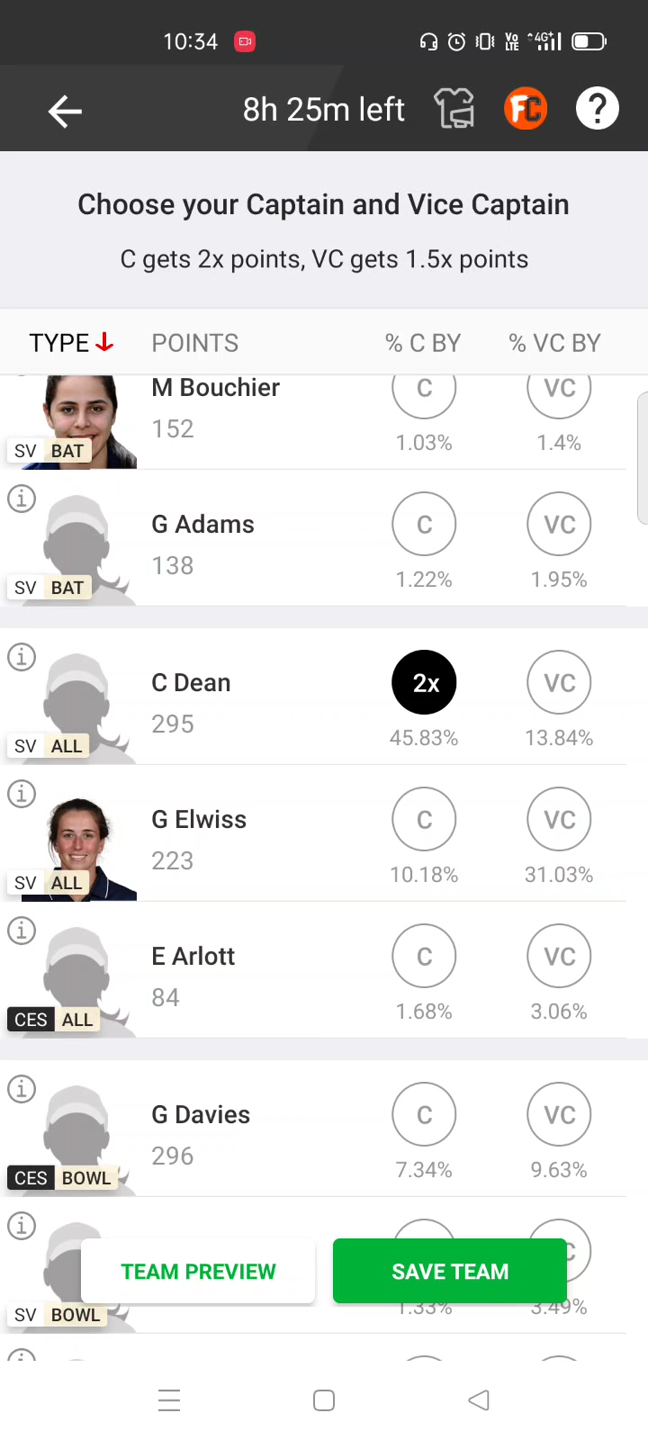 10:34
Vo LTE 4G+
8h 25m left FC ?
Choose your Captain and Vice Captain
C gets 2x points, VC gets 1.5x points
TYPE POINTS % C BY % VC BY
M Bouchier C VC
152
SV BAT 1.03% 1.4%
i
G Adams C VC
138
SV BAT 1.22% 1.95%
i
C Dean 2x VC
295
SV ALL 45.83% 13.84%
i
G Elwiss C VC
223
SV ALL 10.18% 31.03%
i
E Arlott C VC
84
CES ALL 1.68% 3.06%
i
G Davies C VC
296
CES BOWL 7.34% 9.63%
i
TEAM PREVIEW SAVE TEAM
SV BOWL 1.33% 3.49%